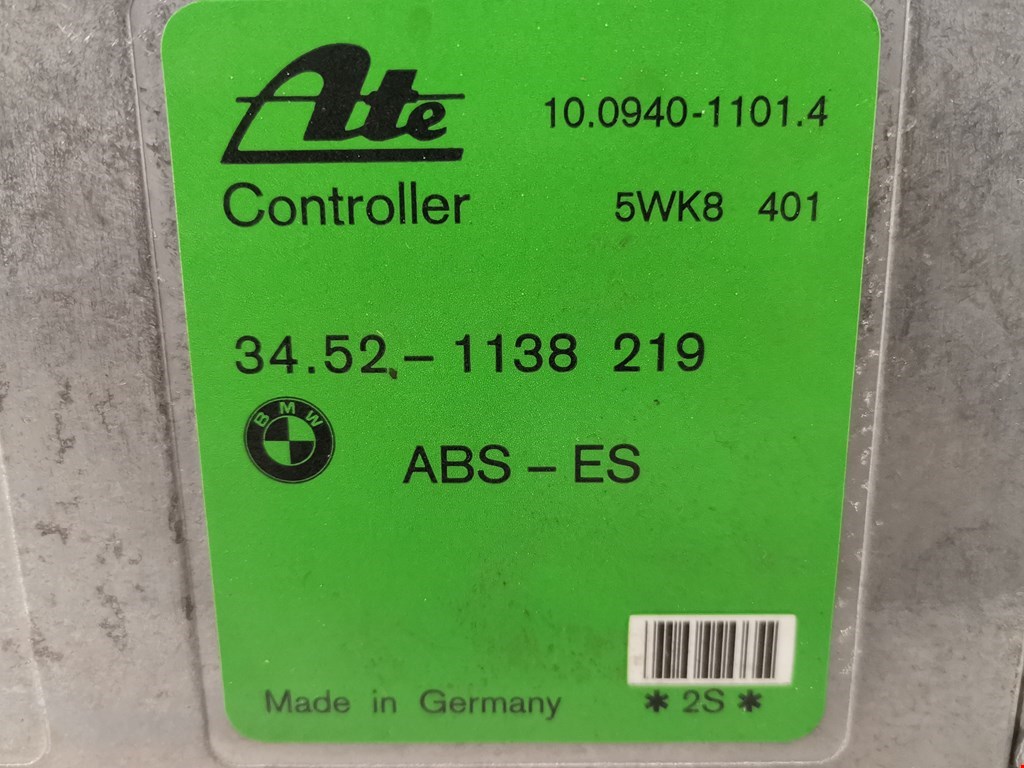 Ate
10.0940-1101.4
Controller
5WK8 401
34.52.-1138 219
BMW
ABS-ES
Made in Germany
*2S*